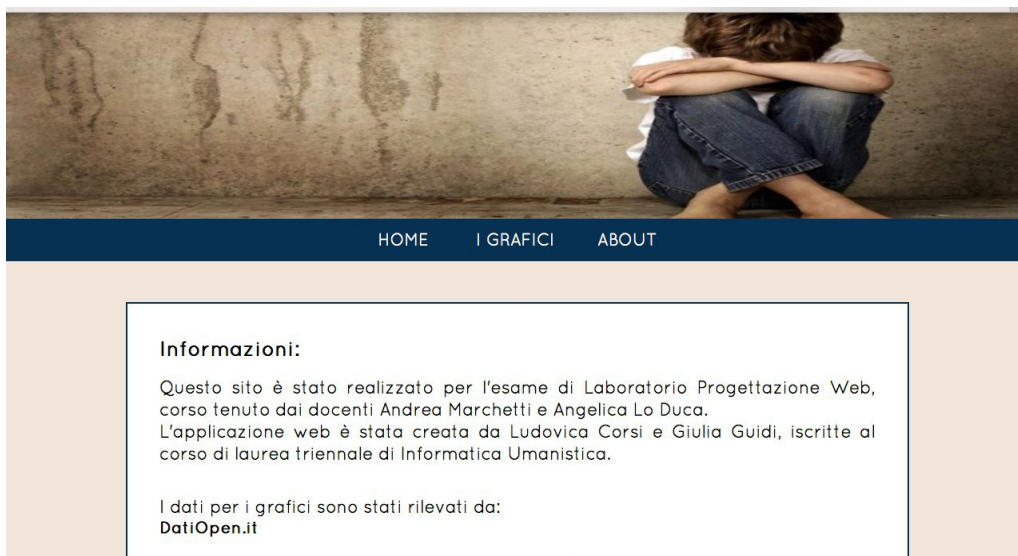 HOME I GRAFICI ABOUT
Informazioni:
Questo sito è stato realizzato per l'esame di Laboratorio Progettazione Web,
corso tenuto dai docenti Andrea Marchetti e Angelica Lo Duca.
L'applicazione web è stata creata da Ludovica Corsi e Giulia Guidi, iscritte al
corso di laurea triennale di Informatica Umanistica.
I dati per i grafici sono stati rilevati da:
DatiOpen.it